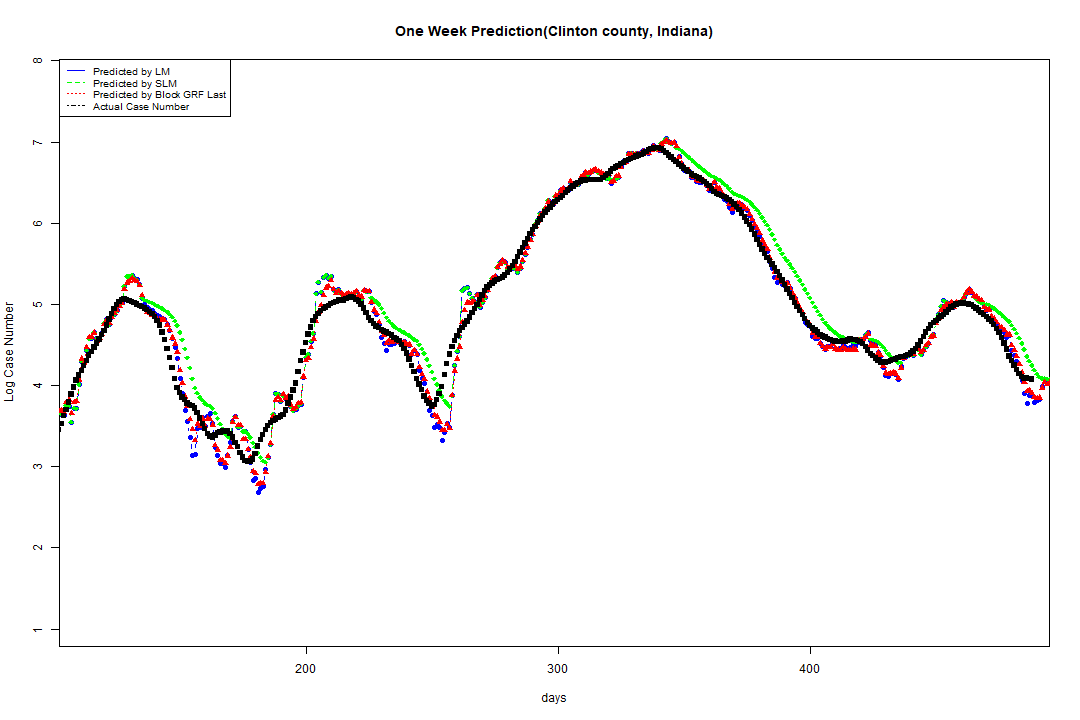 One Week Prediction(Clinton county, Indiana)
Predicted by LM
Predicted by SLM
Predicted by Block GRF Last
Actual Case Number
8
7
6
5
4
3
2
1
Log Case Number
200 300 400
days